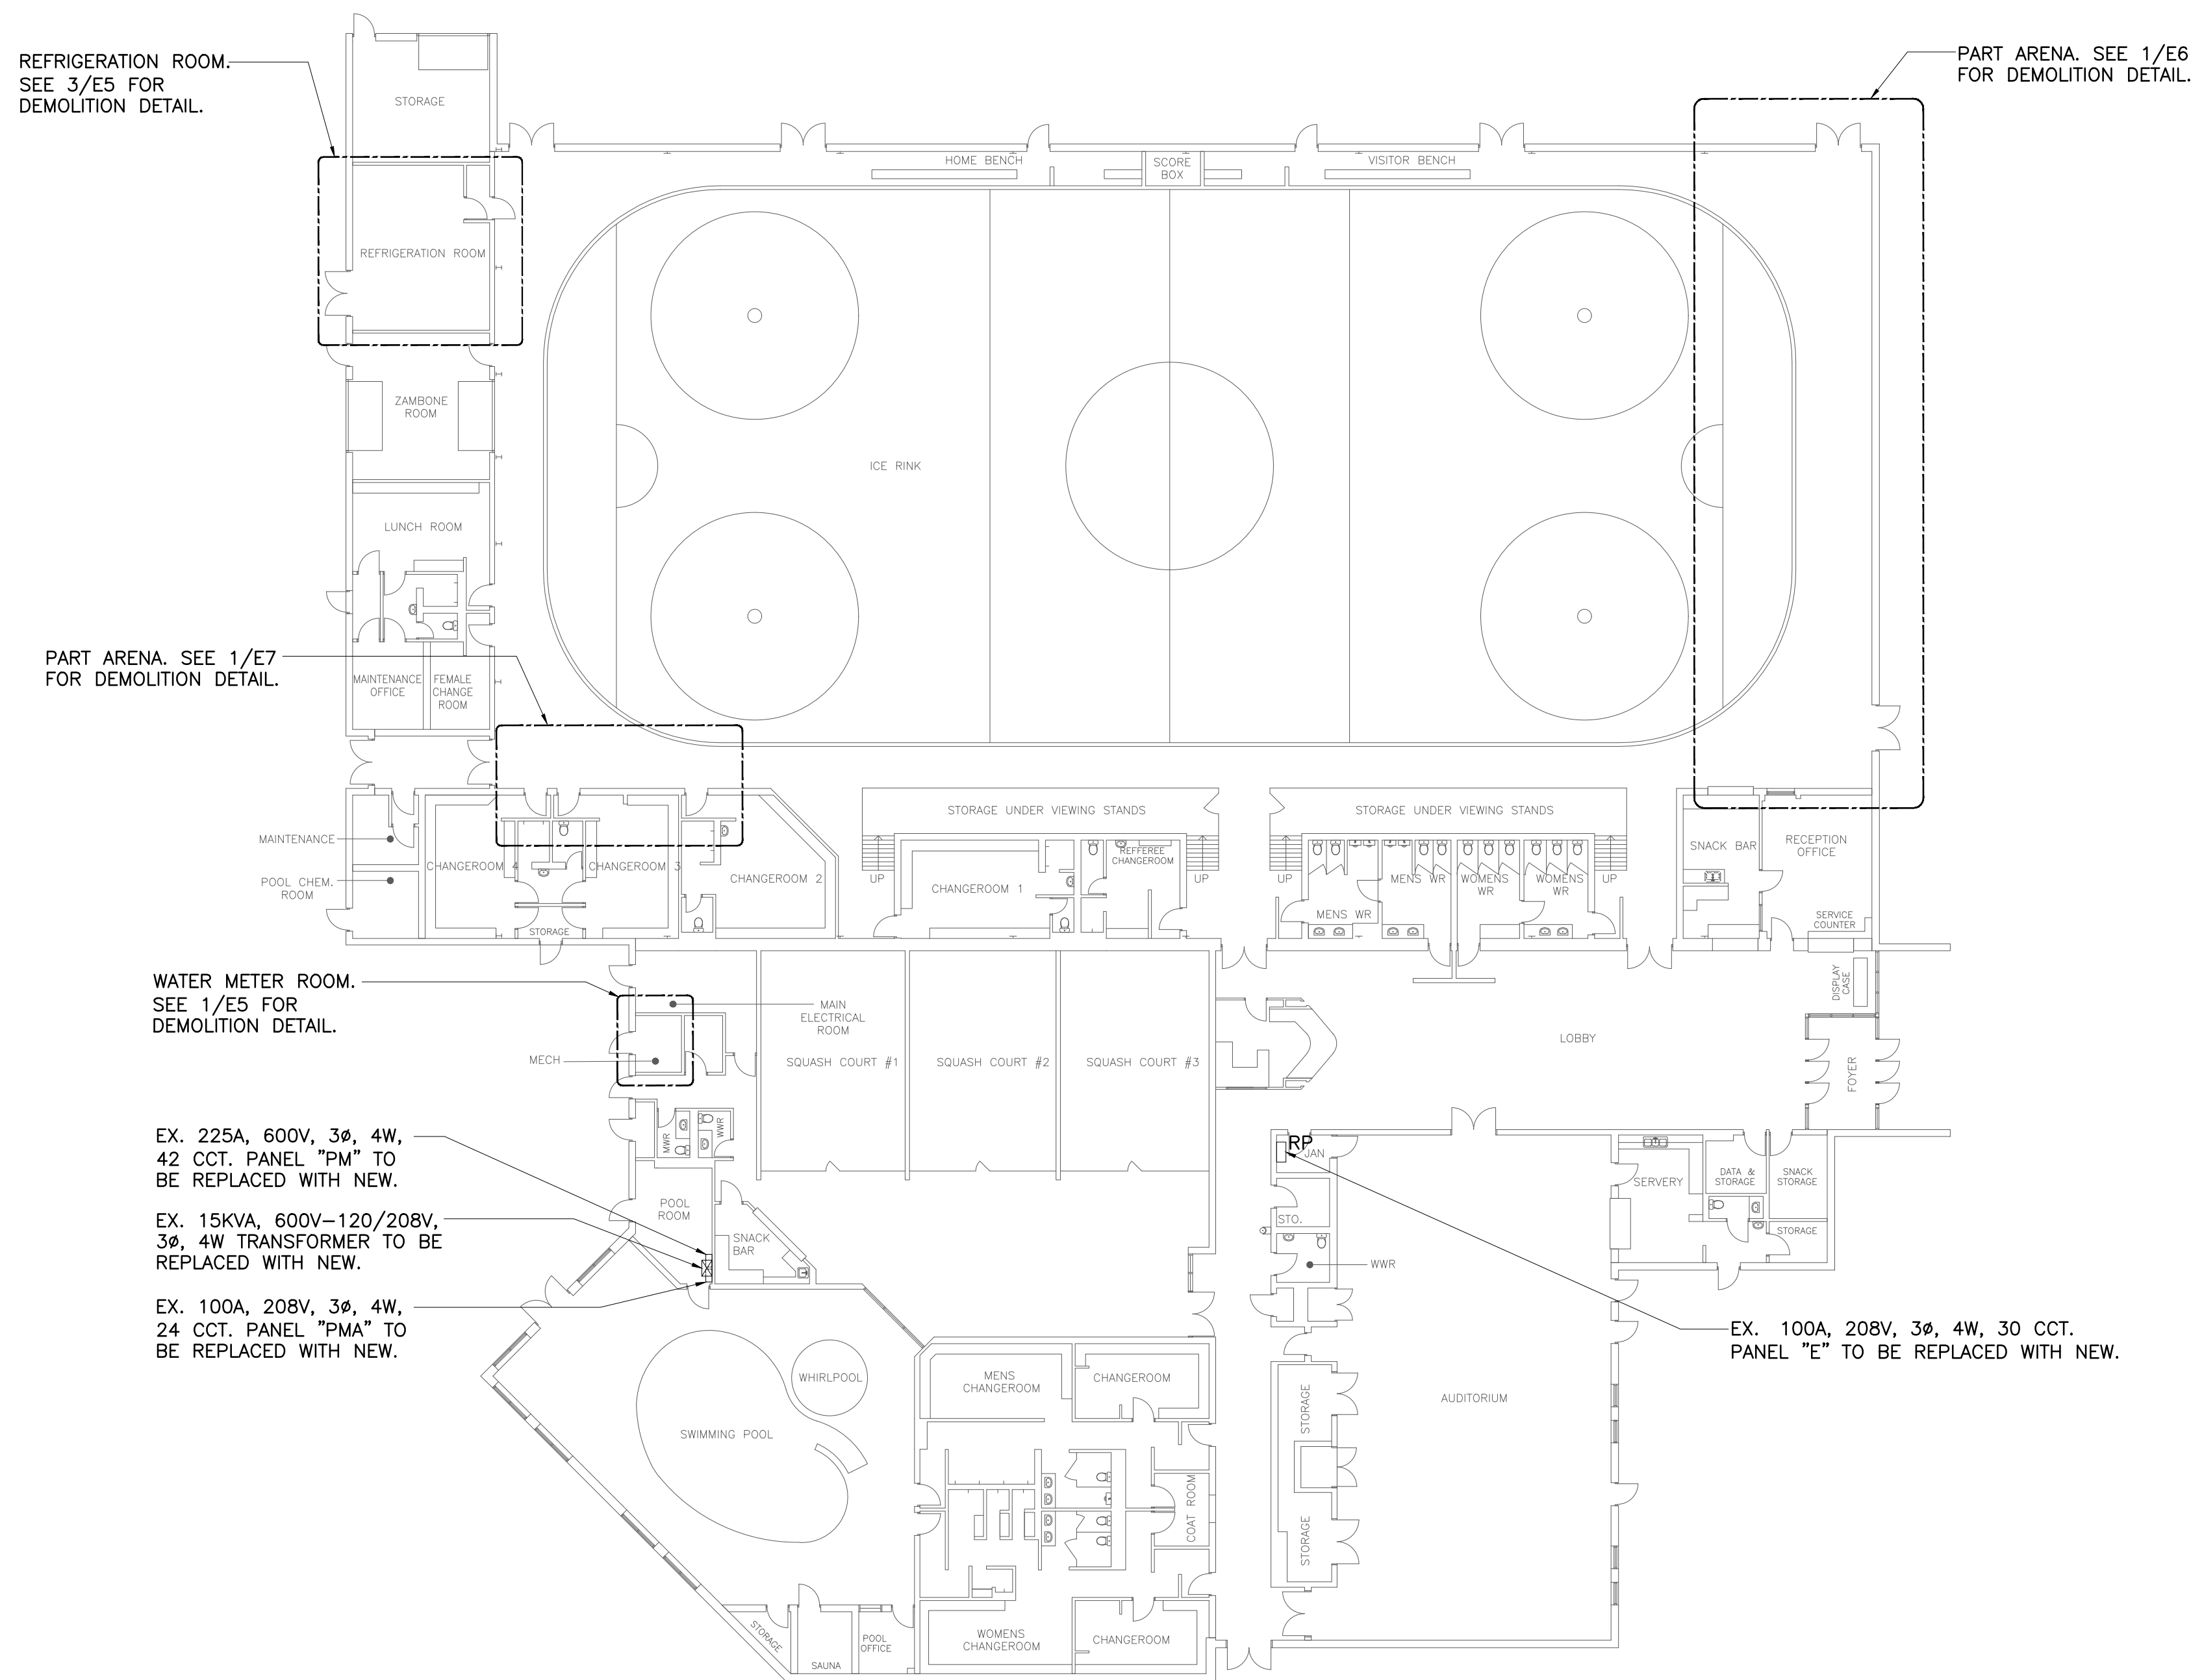 REFRIGERATION ROOM.
SEE 3/E5 FOR
DEMOLITION DETAIL.
PART ARENA. SEE 1/E6
FOR DEMOLITION DETAIL.
STORAGE
HOME BENCH
SCORE
BOX
VISITOR BENCH
REFRIGERATION ROOM
ZAMBONE
ROOM
ICE RINK
LUNCH ROOM
PART ARENA. SEE 1/E7
FOR DEMOLITION DETAIL.
MAINTENANCE
OFFICE
FEMALE
CHANGE
ROOM
STORAGE UNDER VIEWING STANDS
STORAGE UNDER VIEWING STANDS
MAINTENANCE
POOL CHEM.
ROOM
CHANGEROOM 4
CHANGEROOM 3
CHANGEROOM 2
STORAGE
UP
CHANGEROOM 1
REFFEREE
CHANGEROOM
UP
UP
MENS WR
MENS WR
WOMENS
WR
WOMENS
WR
UP
SNACK BAR
RECEPTION
OFFICE
SERVICE
COUNTER
WATER METER ROOM.
SEE 1/E5 FOR
DEMOLITION DETAIL.
MAIN
ELECTRICAL
ROOM
MECH
SQUASH COURT #1
SQUASH COURT #2
SQUASH COURT #3
LOBBY
DISPLAY
CASE
FOYER
EX. 225A, 600V, 3ø, 4W,
42 CCT. PANEL "PM" TO
BE REPLACED WITH NEW.
MWR
WWR
RP
JAN
SERVERY
DATA &
STORAGE
SNACK
STORAGE
STORAGE
EX. 15KVA, 600V-120/208V,
3ø, 4W TRANSFORMER TO BE
REPLACED WITH NEW.
POOL
ROOM
SNACK
BAR
STO.
WWR
EX. 100A, 208V, 3ø, 4W,
24 CCT. PANEL "PMA" TO
BE REPLACED WITH NEW.
EX. 100A, 208V, 3ø, 4W, 30 CCT.
PANEL "E" TO BE REPLACED WITH NEW.
WHIRLPOOL
SWIMMING POOL
MENS
CHANGEROOM
CHANGEROOM
STORAGE
AUDITORIUM
COAT ROOM
STORAGE
STORAGE
SAUNA
POOL
OFFICE
WOMENS
CHANGEROOM
CHANGEROOM